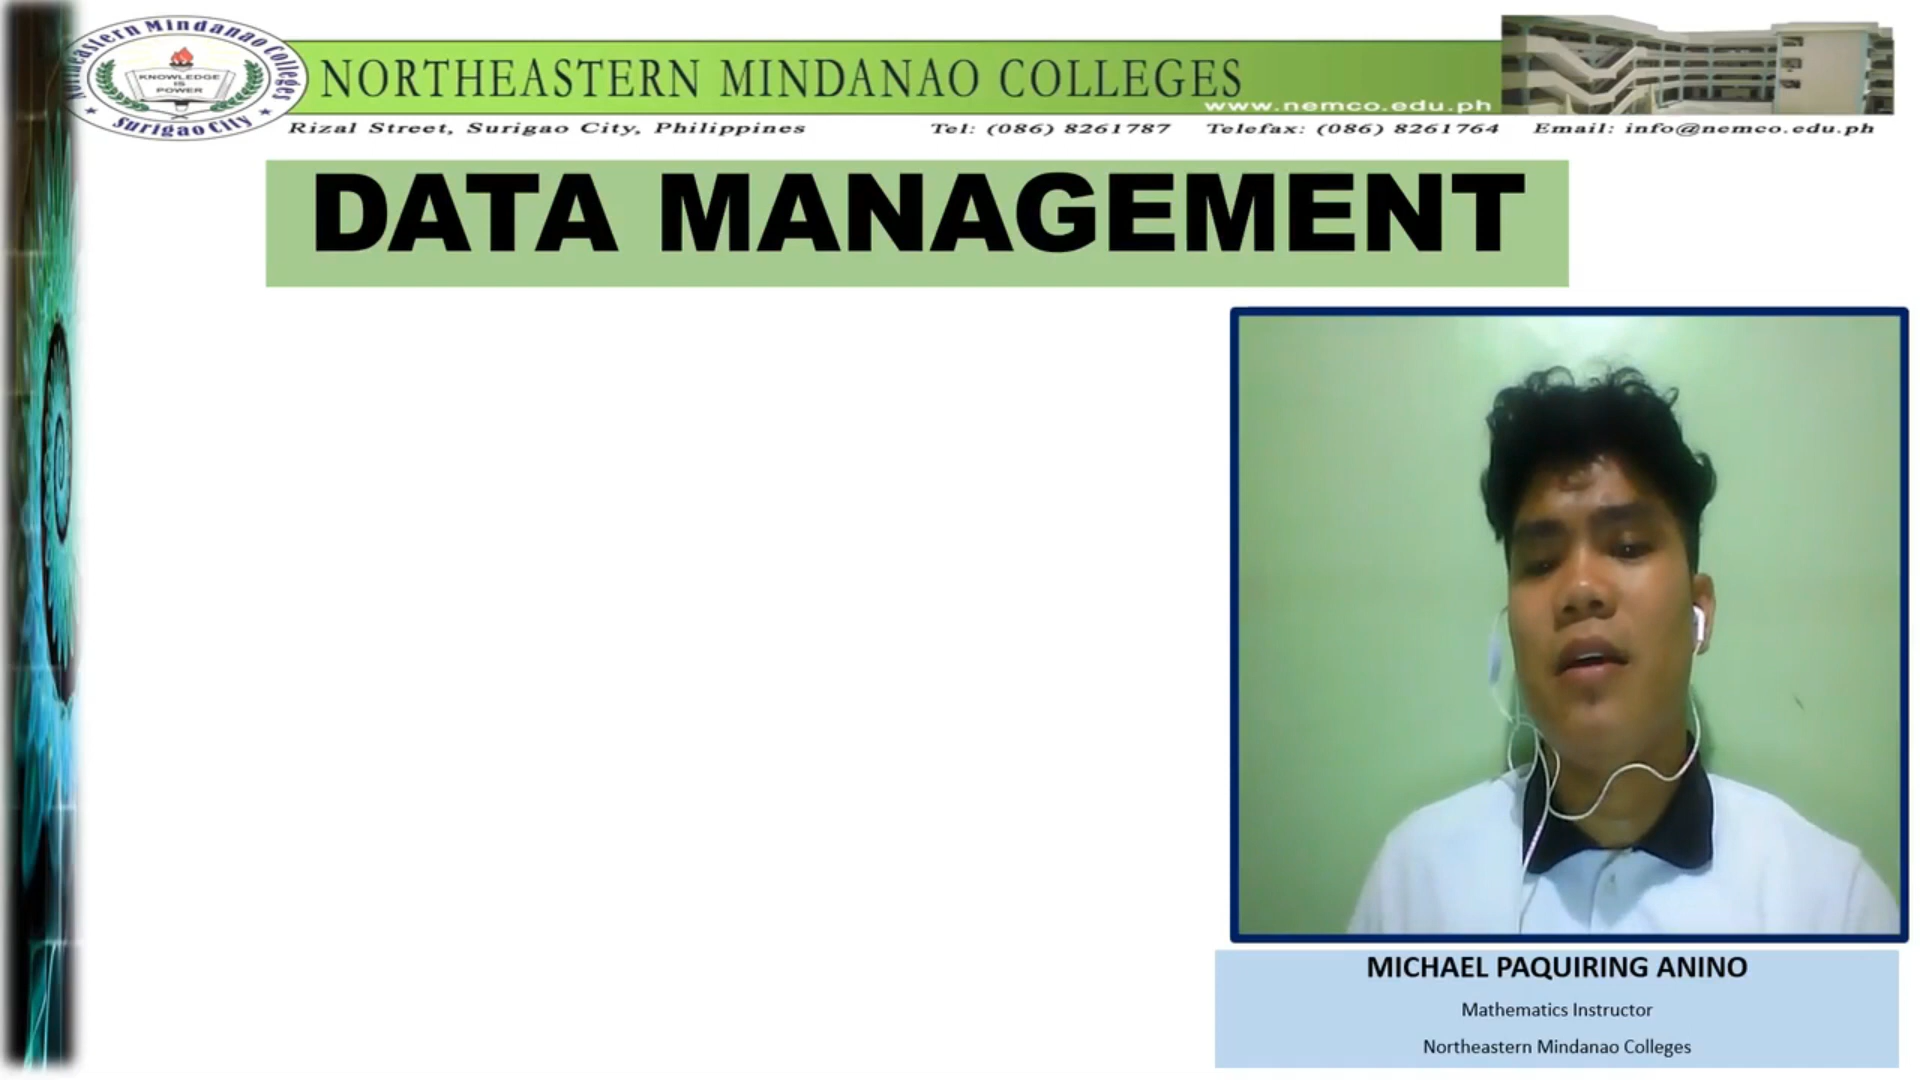 Northeastern Mindanao Colleges
KNOWLEDGE
IS
POWER
Surigao City
NORTHEASTERN MINDANAO COLLEGES
www.nemco.edu.ph
Rizal Street, Surigao City, Philippines Tel: (086) 8261787 Telefax: (086) 8261764 Email: info@nemco.edu.ph
DATA MANAGEMENT
MICHAEL PAQUIRING ANINO
Mathematics Instructor
Northeastern Mindanao Colleges